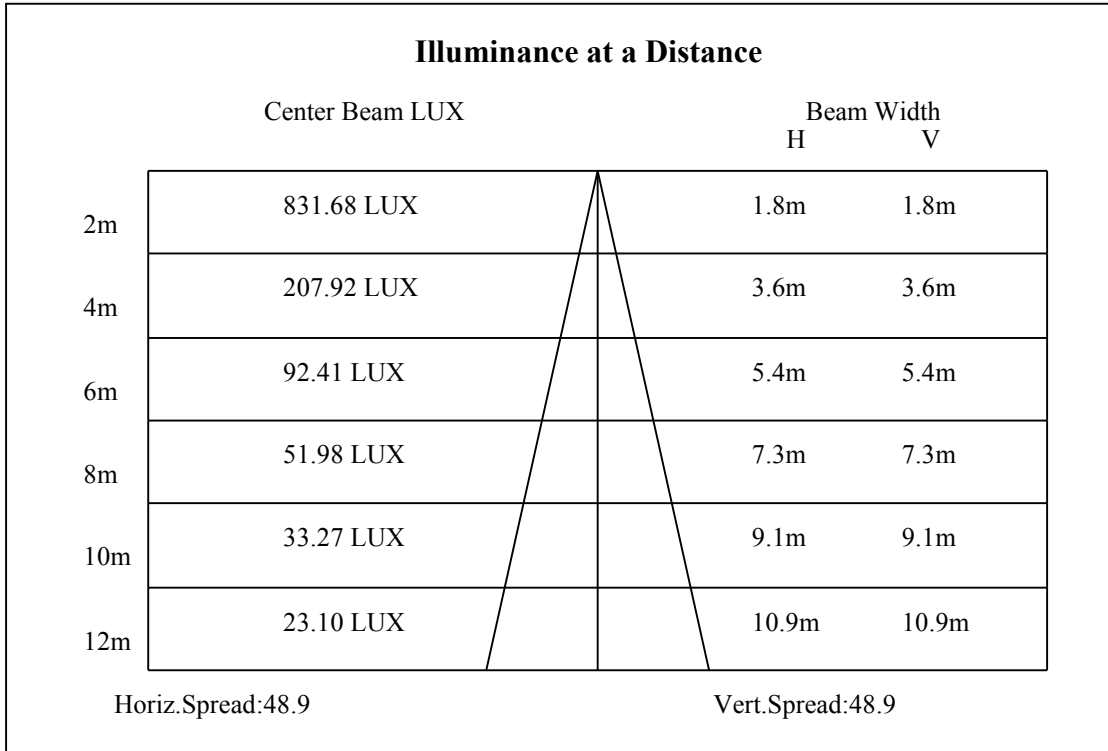 Illuminance at a Distance
Center Beam LUX Beam Width
H V
2m 831.68 LUX 1.8m 1.8m
4m 207.92 LUX 3.6m 3.6m
6m 92.41 LUX 5.4m 5.4m
8m 51.98 LUX 7.3m 7.3m
10m 33.27 LUX 9.1m 9.1m
12m 23.10 LUX 10.9m 10.9m
Horiz.Spread:48.9 Vert.Spread:48.9